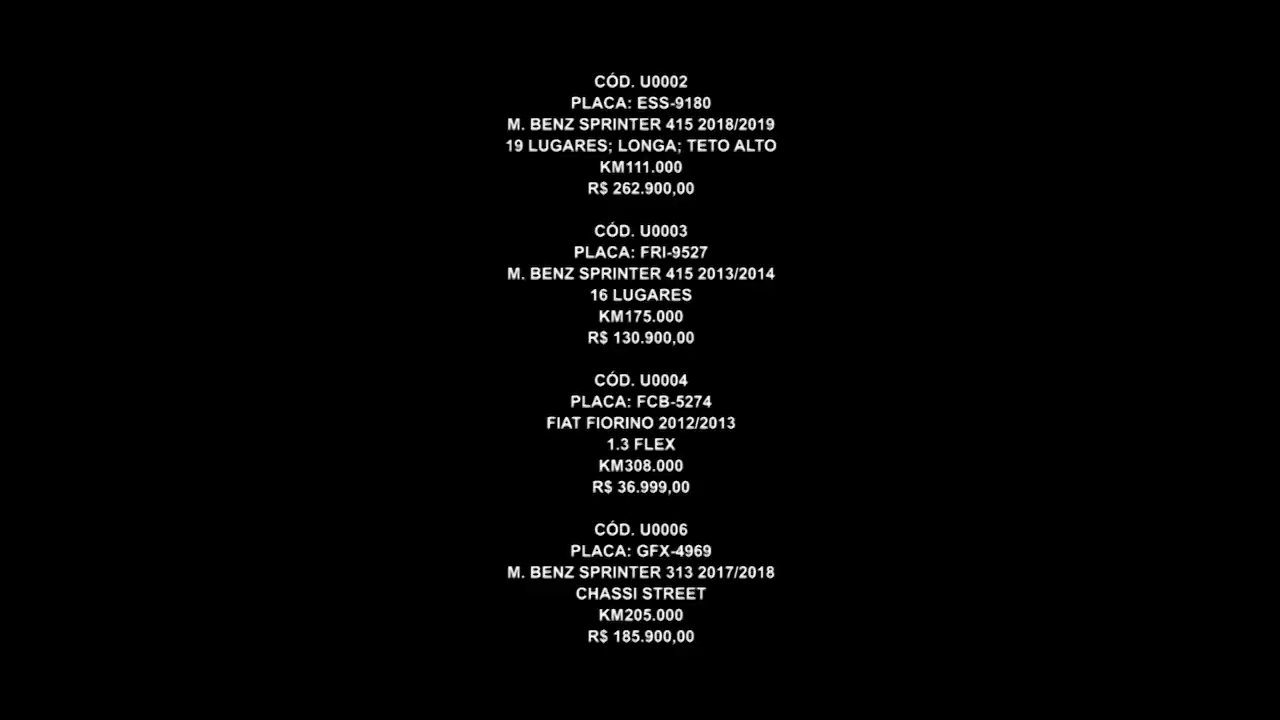 CÓD. U0002
PLACA: ESS-9180
M. BENZ SPRINTER 415 2018/2019
19 LUGARES; LONGA; TETO ALTO
KM111.000
R$ 262.900,00
CÓD. U0003
PLACA: FRI-9527
M. BENZ SPRINTER 415 2013/2014
16 LUGARES
KM175.000
R$ 130.900,00
CÓD. U0004
PLACA: FCB-5274
FIAT FIORINO 2012/2013
1.3 FLEX
KM308.000
R$ 36.999,00
CÓD. U0006
PLACA: GFX-4969
M. BENZ SPRINTER 313 2017/2018
CHASSI STREET
KM205.000
R$ 185.900,00